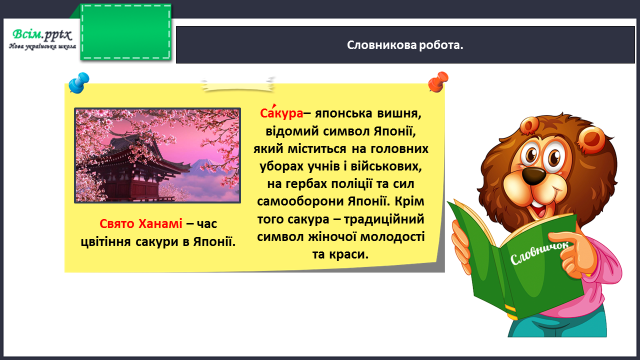 Всім.pptx
Нова українська школа
Словникова робота.
Свято Ханамі – час
цвітіння сакури в Японії.
Са́кура– японська вишня,
відомий символ Японії,
який міститься на головних
уборах учнів і військових,
на гербах поліції та сил
самооборони Японії. Крім
того сакура – традиційний
символ жіночої молодості
та краси.
Словничок